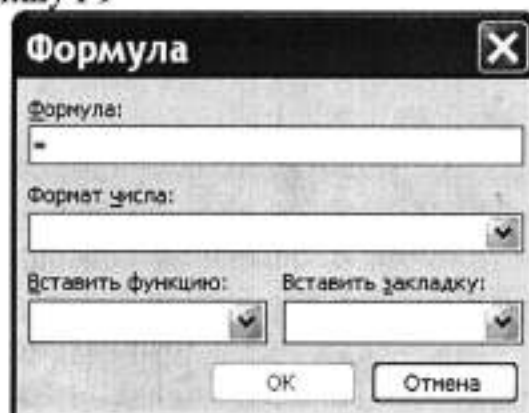 Формула
Формула:
=
Формат числа:
Вставить функцию: Вставить закладку:
ОК Отмена